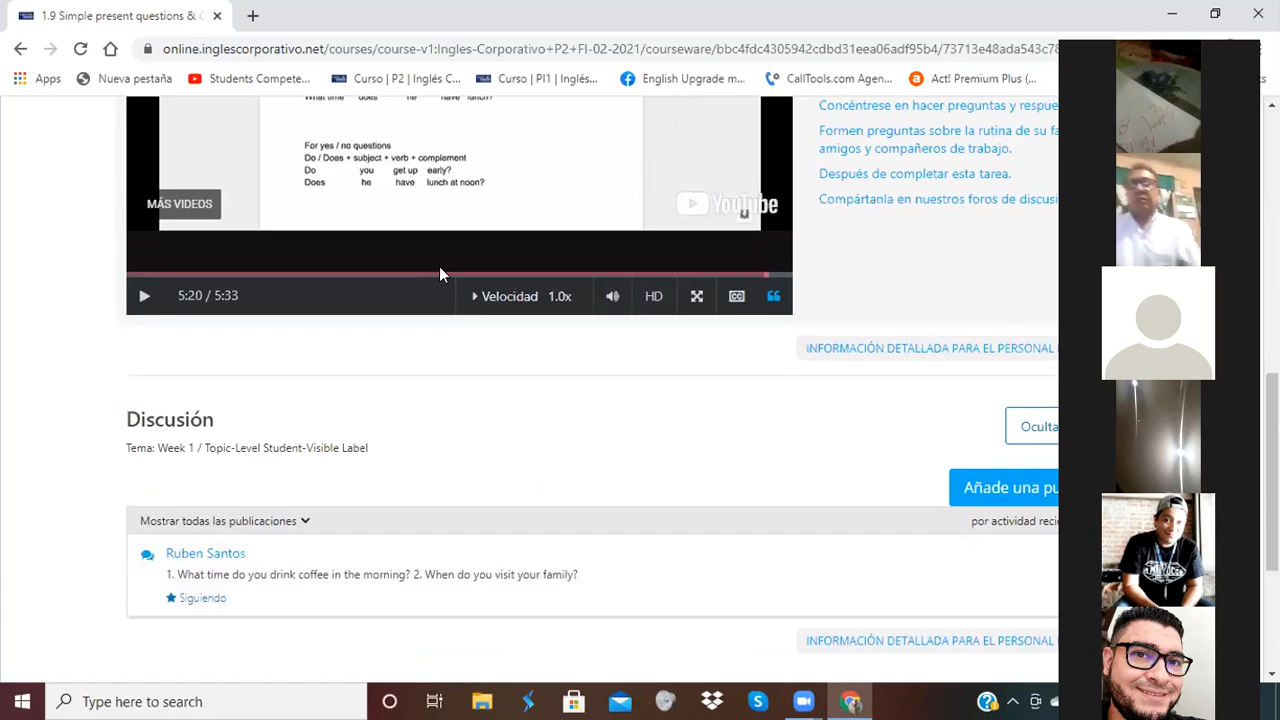 1.9 Simple present questions &
online.inglescorporativo.net/courses/course-v1:Ingles-Corporativo+P2+FI-02-2021/courseware/bbc4fdc4305942cdbd31eea06adf95b4/73713e48ada543c78
Apps
Nueva pestaña
Students Compete...
Curso | P2 | Inglés C...
Curso | PI1 | Inglés...
English Upgrade m...
CallTools.com Agen...
Act! Premium Plus (...
What time does he have lunch?
For yes / no questions
Do / Does + subject + verb + complement
Do you get up early?
Does he have lunch at noon?
MÁS VIDEOS
YouTube
5:20 / 5:33
Velocidad 1.0x
HD
CC
Concéntrese en hacer preguntas y respue
Formen preguntas sobre la rutina de su fa
amigos y compañeros de trabajo.
Después de completar esta tarea.
Compártanla en nuestros foros de discusi
INFORMACIÓN DETALLADA PARA EL PERSONAL
Discusión
Tema: Week 1 / Topic-Level Student-Visible Label
Oculta
Añade una pu
Mostrar todas las publicaciones
por actividad recie
Ruben Santos
1. What time do you drink coffee in the morning? 2. When do you visit your family?
Siguiendo
INFORMACIÓN DETALLADA PARA EL PERSONAL
Type here to search